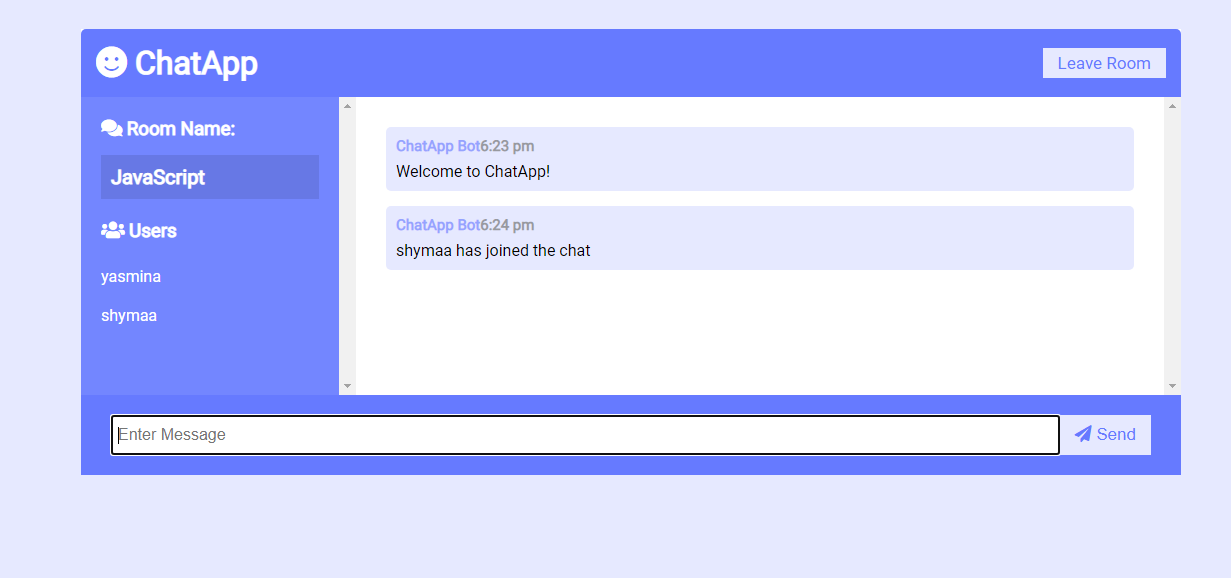 ChatApp
Leave Room
Room Name:
JavaScript
Users
yasmina
shymaa
ChatApp Bot6:23 pm
Welcome to ChatApp!
ChatApp Bot6:24 pm
shymaa has joined the chat
Enter Message
Send